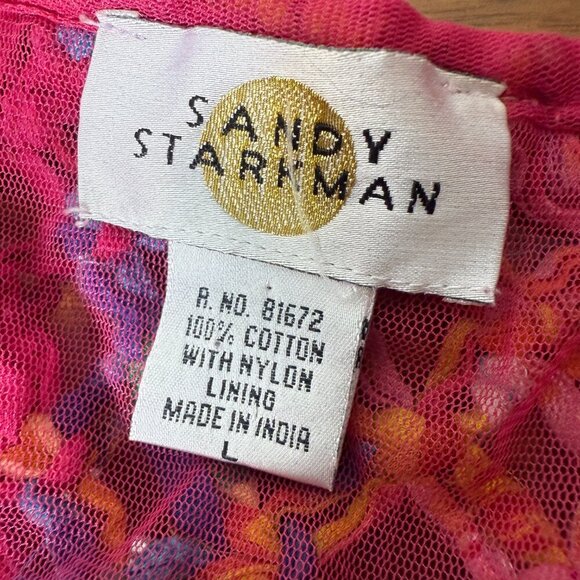 SANDY
STARKMAN
R. NO. 81672
100% COTTON
WITH NYLON
LINING
MADE IN INDIA
L